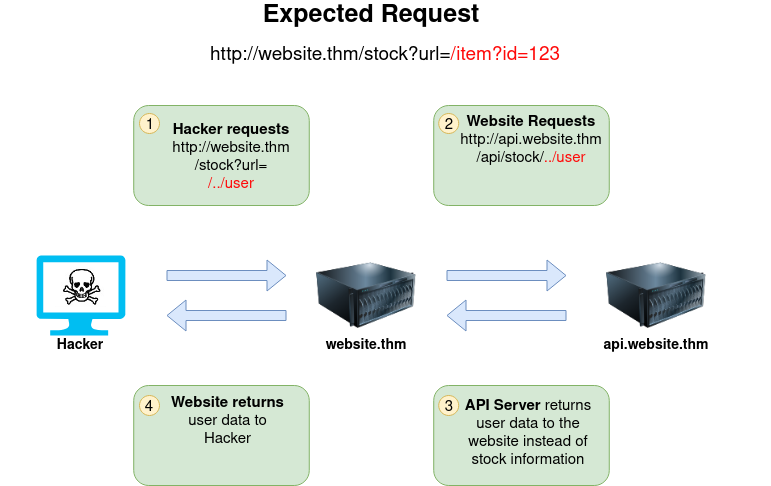 Expected Request
http://website.thm/stock?url=/item?id=123
1
Hacker requests
http://website.thm
/stock?url=
/../user
2
Website Requests
http://api.website.thm
/api/stock/../user
Hacker
website.thm
api.website.thm
4
Website returns
user data to
Hacker
3
API Server returns
user data to the
website instead of
stock information